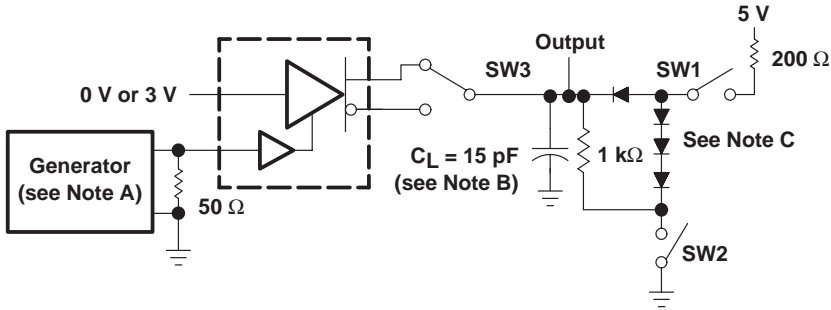 5 V
Output
SW3
SW1
200 Ω
0 V or 3 V
Generator
(see Note A)
50 Ω
CL = 15 pF
(see Note B)
1 kΩ
See Note C
SW2